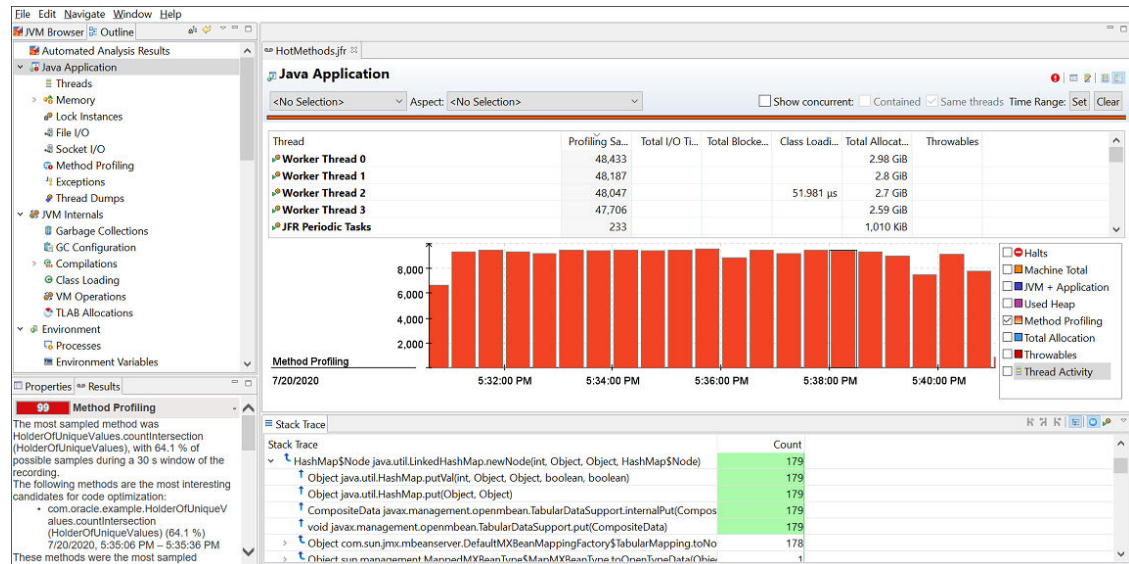 File Edit Navigate Window Help
JVM Browser Outline
Automated Analysis Results
Java Application
Threads
Memory
Lock Instances
File I/O
Socket I/O
Method Profiling
Exceptions
Thread Dumps
JVM Internals
Garbage Collections
GC Configuration
Compilations
Class Loading
VM Operations
TLAB Allocations
Environment
Processes
Environment Variables
Properties Results
99 Method Profiling
The most sampled method was
HolderOfUniqueValues.countIntersection
(HolderOfUniqueValues), with 64.1 % of
possible samples during a 30 s window of the
recording.
The following methods are the most interesting
candidates for code optimization:
• com.oracle.example.HolderOfUniqueV
alues.countIntersection
(HolderOfUniqueValues) (64.1 %)
7/20/2020, 5:35:06 PM – 5:35:36 PM
These methods were the most sampled
HotMethods.jfr
Java Application
<No Selection> Aspect: <No Selection> Show concurrent: Contained Same threads Time Range: Set Clear
Thread Profiling Sa... Total I/O Ti... Total Blocke... Class Loadi... Total Allocat... Throwables
Worker Thread 0 48,433 2.98 GiB
Worker Thread 1 48,187 2.8 GiB
Worker Thread 2 48,047 51.981 µs 2.7 GiB
Worker Thread 3 47,706 2.59 GiB
JFR Periodic Tasks 233 1,010 KiB
8,000
6,000
4,000
2,000
Method Profiling
7/20/2020 5:32:00 PM 5:34:00 PM 5:36:00 PM 5:38:00 PM 5:40:00 PM
Halts
Machine Total
JVM + Application
Used Heap
Method Profiling
Total Allocation
Throwables
Thread Activity
Stack Trace
Stack Trace Count
HashMap$Node java.util.LinkedHashMap.newNode(int, Object, Object, HashMap$Node) 179
Object java.util.HashMap.putVal(int, Object, Object, boolean, boolean) 179
Object java.util.HashMap.put(Object, Object) 179
CompositeData javax.management.openmbean.TabularDataSupport.internalPut(Compos 179
void javax.management.openmbean.TabularDataSupport.put(CompositeData) 179
Object com.sun.jmx.mbeanserver.DefaultMXBeanMappingFactory$TabularMapping.toNo 178
Object sun.management.MappedMXBeanType$MapMXBeanType.toOpenTypeData(Obje 1